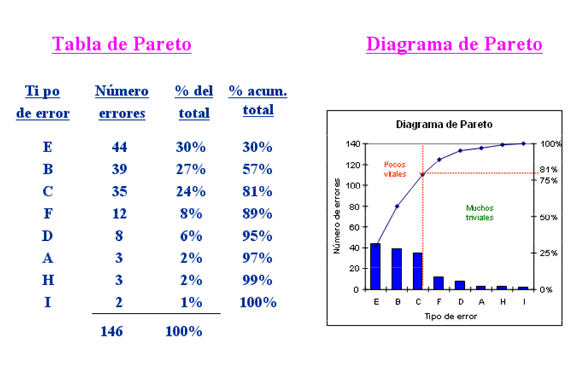 Tabla de Pareto
Ti po de error Número errores % del total % acum. total
E 44 30% 30%
B 39 27% 57%
C 35 24% 81%
F 12 8% 89%
D 8 6% 95%
A 3 2% 97%
H 3 2% 99%
I 2 1% 100%
146 100%
Diagrama de Pareto
Diagrama de Pareto
Número de errores
140
120
100
80
60
40
20
0
Pocos
vitales
Muchos
triviales
100%
81%
75%
50%
25%
0%
E B C F D A H I
Tipo de error